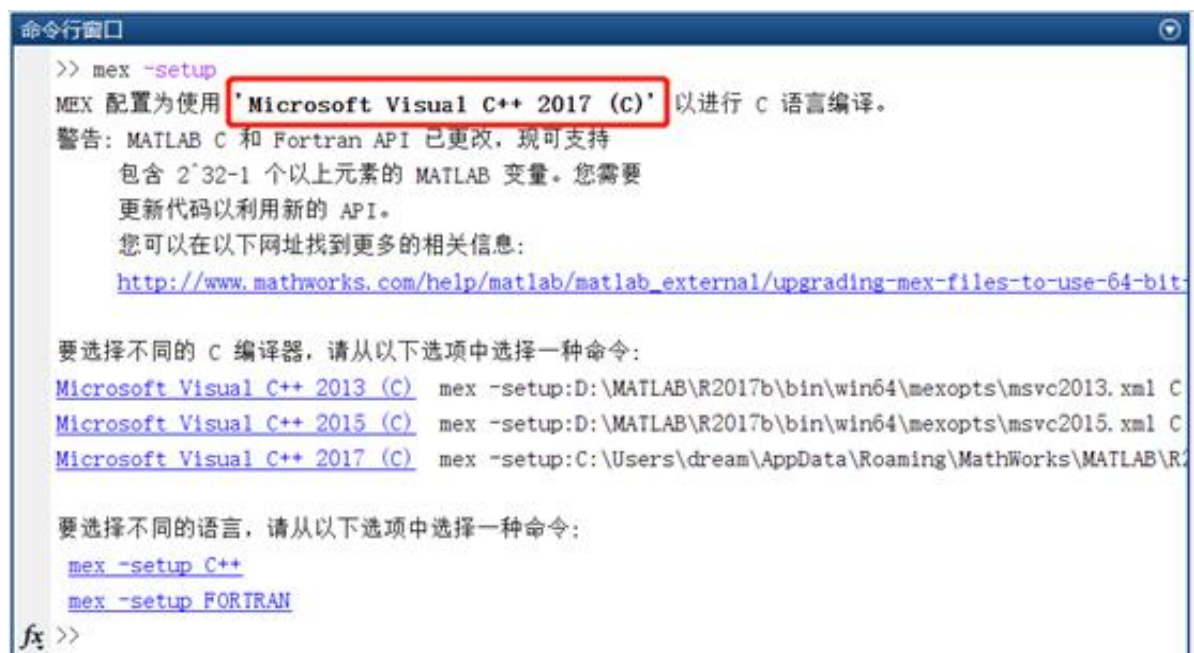 命令行窗口
>> mex -setup
MEX 配置为使用 'Microsoft Visual C++ 2017 (C)' 以进行 C 语言编译。
警告: MATLAB C 和 Fortran API 已更改，现可支持
包含 2^32-1 个以上元素的 MATLAB 变量。您需要
更新代码以利用新的 API。
您可以在以下网址找到更多的相关信息:
http://www.mathworks.com/help/matlab/matlab_external/upgrading-mex-files-to-use-64-bit-
要选择不同的 C 编译器，请从以下选项中选择一种命令:
Microsoft Visual C++ 2013 (C) mex -setup:D:\MATLAB\R2017b\bin\win64\mexopts\msvc2013.xml C
Microsoft Visual C++ 2015 (C) mex -setup:D:\MATLAB\R2017b\bin\win64\mexopts\msvc2015.xml C
Microsoft Visual C++ 2017 (C) mex -setup:C:\Users\dream\AppData\Roaming\MathWorks\MATLAB\R2
要选择不同的语言，请从以下选项中选择一种命令:
mex -setup C++
mex -setup FORTRAN
fx >>